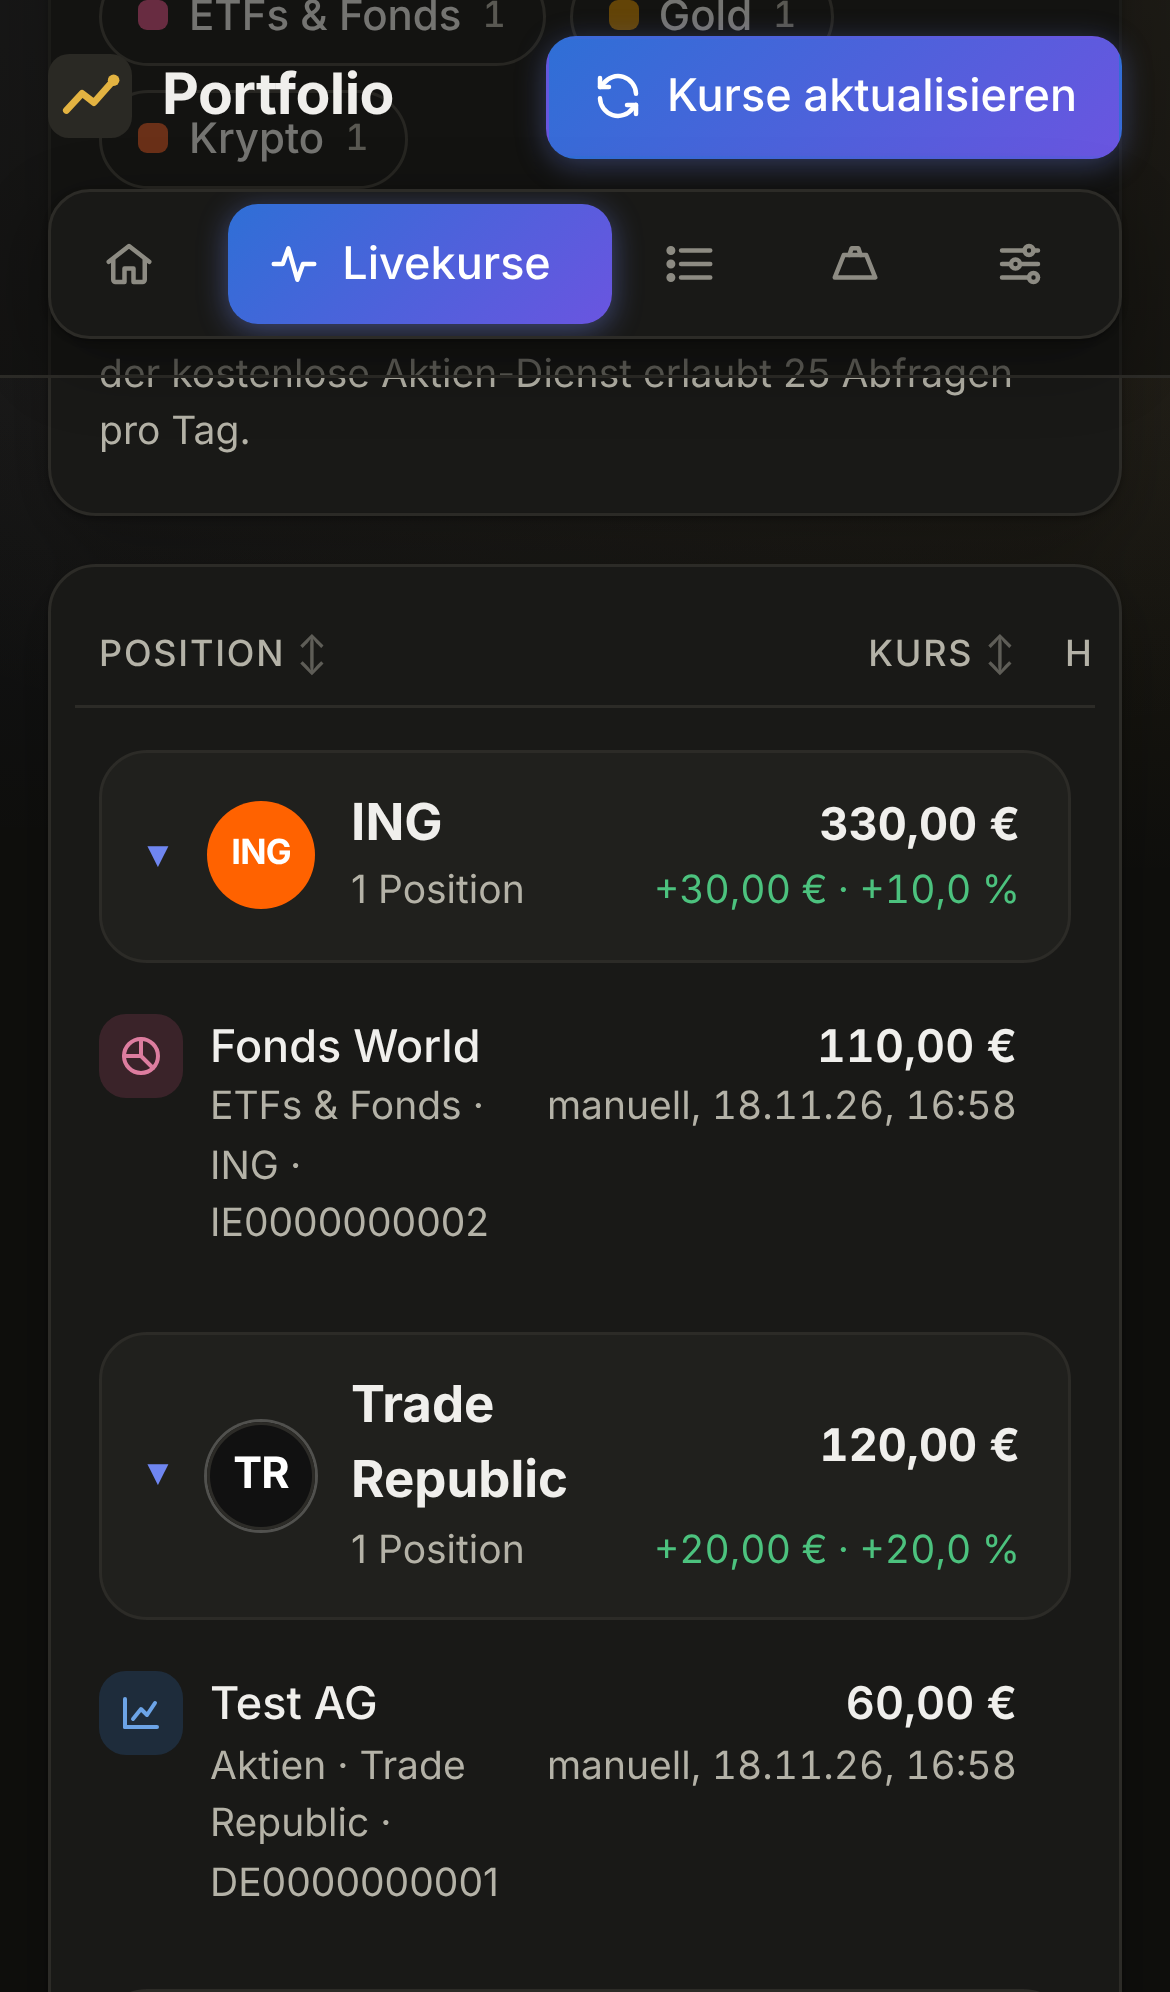 ETFs & Fonds 1
Gold 1
Portfolio
Kurse aktualisieren
Krypto 1
Livekurse
der kostenlose Aktien-Dienst erlaubt 25 Abfragen
pro Tag.
POSITION
KURS
H
ING
ING
330,00 €
1 Position
+30,00 € · +10,0 %
Fonds World
110,00 €
ETFs & Fonds ·
manuell, 18.11.26, 16:58
ING ·
IE0000000002
TR
Trade
Republic
120,00 €
1 Position
+20,00 € · +20,0 %
Test AG
60,00 €
Aktien · Trade
manuell, 18.11.26, 16:58
Republic ·
DE0000000001